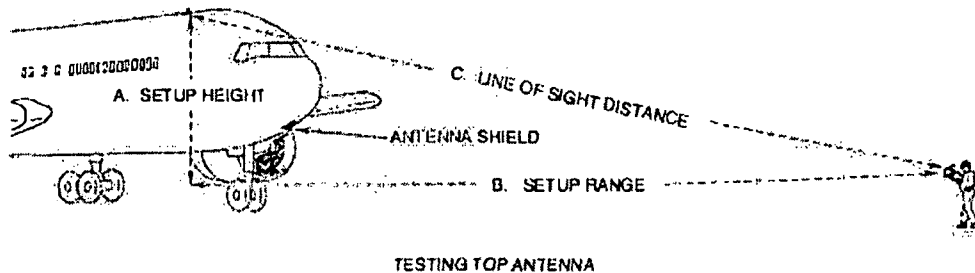 C. LINE OF SIGHT DISTANCE
A. SETUP HEIGHT
ANTENNA SHIELD
B. SETUP RANGE
TESTING TOP ANTENNA